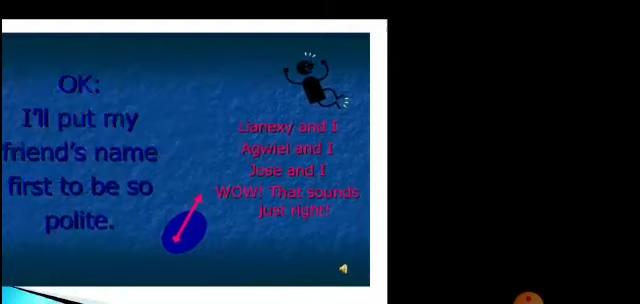 OK:
I'll put my
friend's name
first to be so
polite.
Lianexy and I
Agwiel and I
Jose and I
WOW! That sounds
just right!